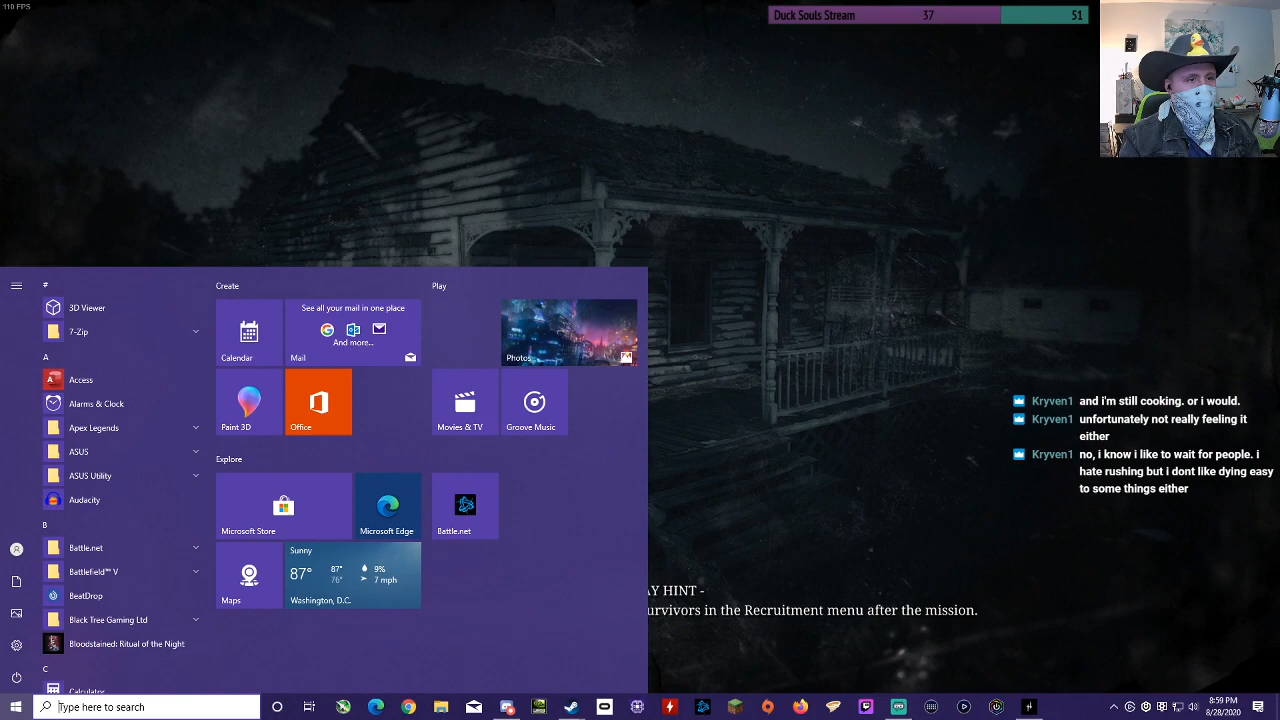 110 FPS
Duck Souls Stream 37 51
#
3D Viewer
7-Zip
A
Access
Alarms & Clock
Apex Legends
ASUS
ASUS Utility
Audacity
B
Battle.net
Battlefield™ V
BeatDrop
Black Tree Gaming Ltd
Bloodstained: Ritual of the Night
C
Calculator
Create
Calendar
See all your mail in one place
And more...
Mail
Paint 3D
Office
Play
Photos
Movies & TV
Groove Music
Explore
Microsoft Store
Microsoft Edge
Battle.net
Maps
Sunny
87° 87° 9%
76° 7 mph
Washington, D.C.
Kryven1 and i'm still cooking. or i would.
Kryven1 unfortunately not really feeling it
either
Kryven1 no, i know i like to wait for people. i
hate rushing but i dont like dying easy
to some things either
AY HINT -
urvivors in the Recruitment menu after the mission.
Type here to search
8:59 PM
8/28/2020